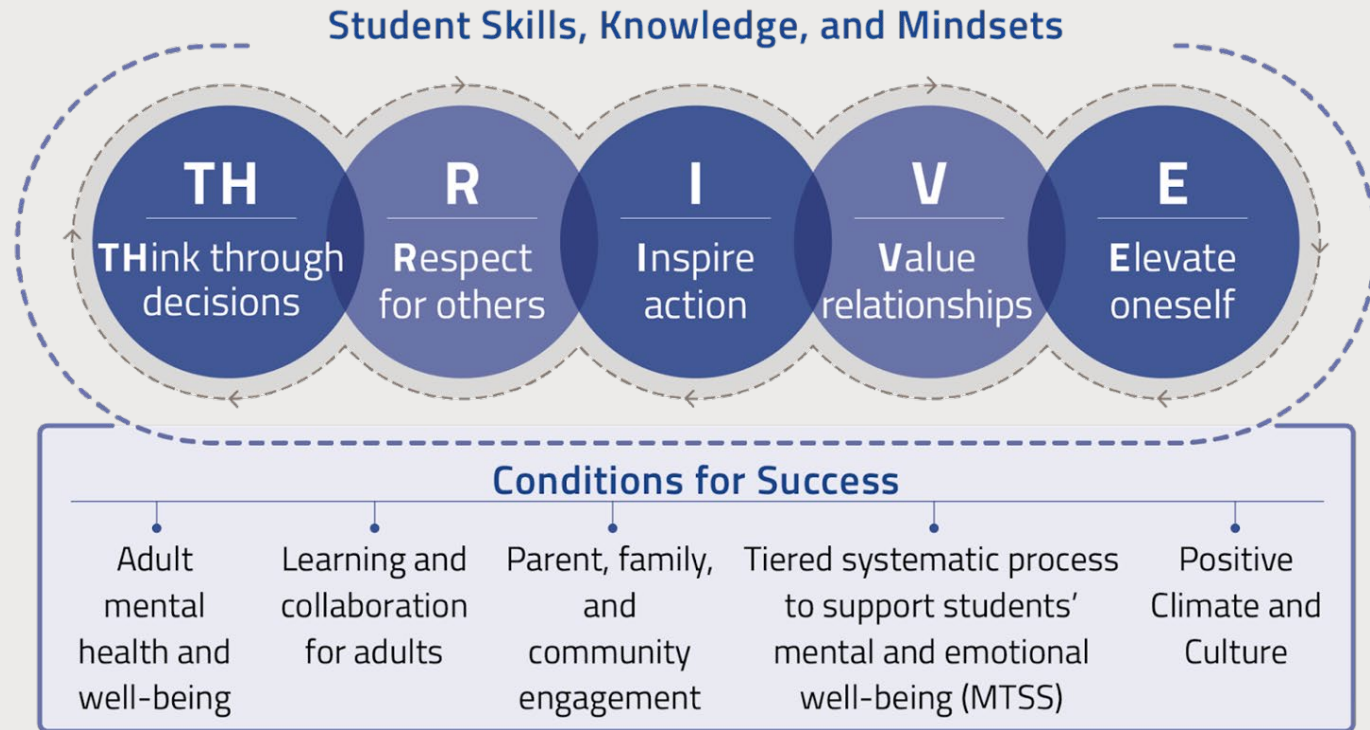 Student Skills, Knowledge, and Mindsets
TH
THink through
decisions
R
Respect
for others
I
Inspire
action
V
Value
relationships
E
Elevate
oneself
Conditions for Success
Adult
mental
health and
well-being
Learning and
collaboration
for adults
Parent, family,
and
community
engagement
Tiered systematic process
to support students’
mental and emotional
well-being (MTSS)
Positive
Climate and
Culture